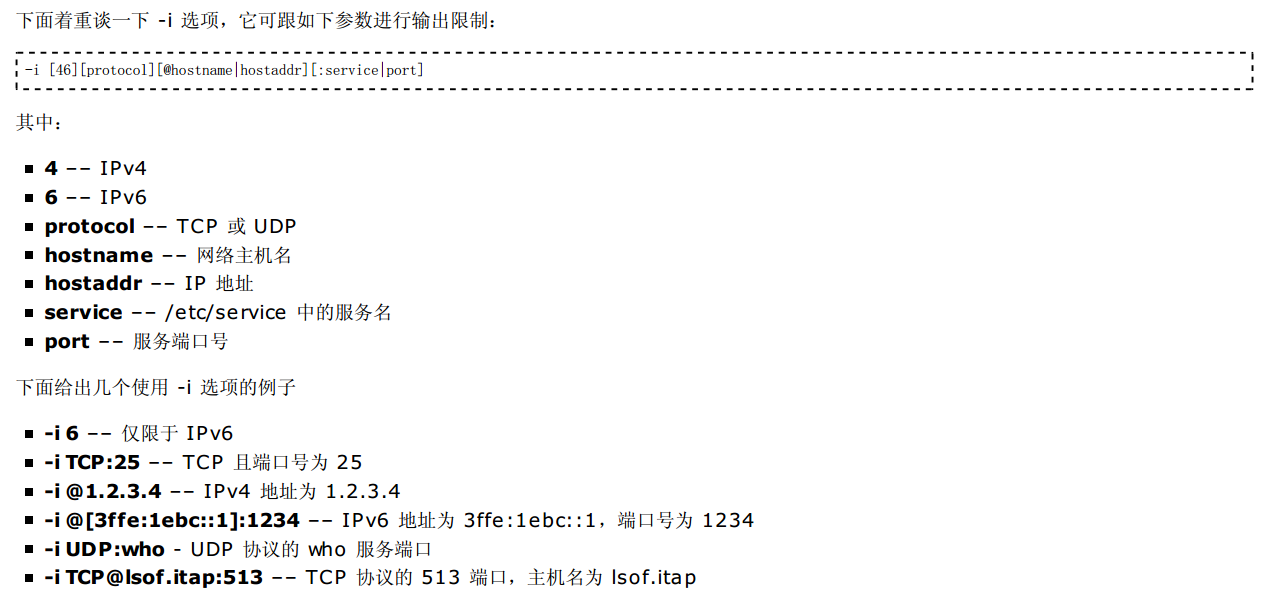 下面着重谈一下 -i 选项，它可跟如下参数进行输出限制：
-i [46][protocol][@hostname|hostaddr][:service|port]
其中：
4 -- IPv4
6 -- IPv6
protocol -- TCP 或 UDP
hostname -- 网络主机名
hostaddr -- IP 地址
service -- /etc/service 中的服务名
port -- 服务端口号
下面给出几个使用 -i 选项的例子
-i 6 -- 仅限于 IPv6
-i TCP:25 -- TCP 且端口号为 25
-i @1.2.3.4 -- IPv4 地址为 1.2.3.4
-i @[3ffe:1ebc::1]:1234 -- IPv6 地址为 3ffe:1ebc::1，端口号为 1234
-i UDP:who - UDP 协议的 who 服务端口
-i TCP@lsof.itap:513 -- TCP 协议的 513 端口，主机名为 lsof.itap